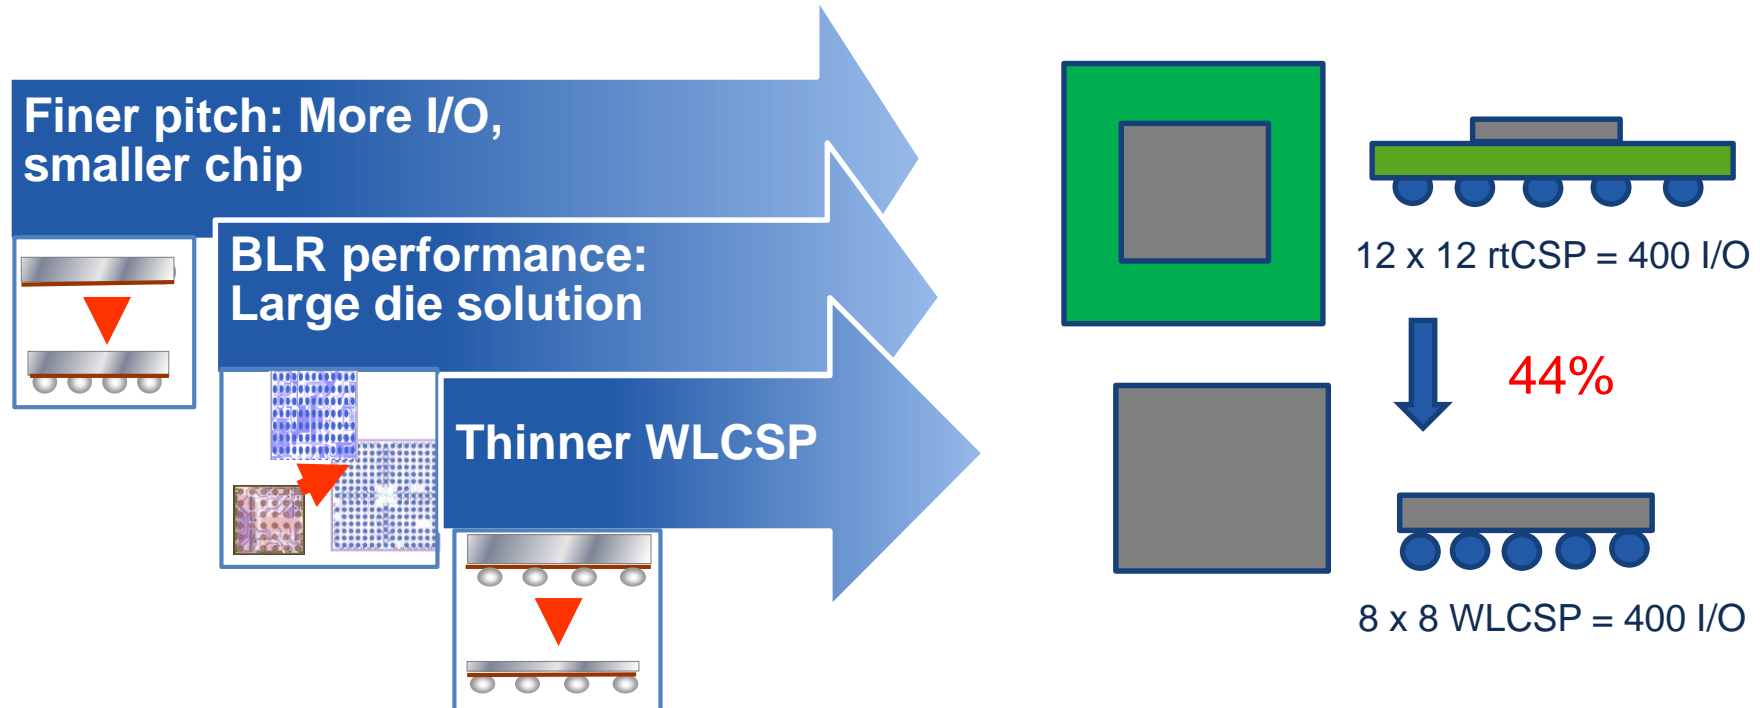 Finer pitch: More I/O,
smaller chip
BLR performance:
Large die solution
Thinner WLCSP
12 x 12 rtCSP = 400 I/O
44%
8 x 8 WLCSP = 400 I/O